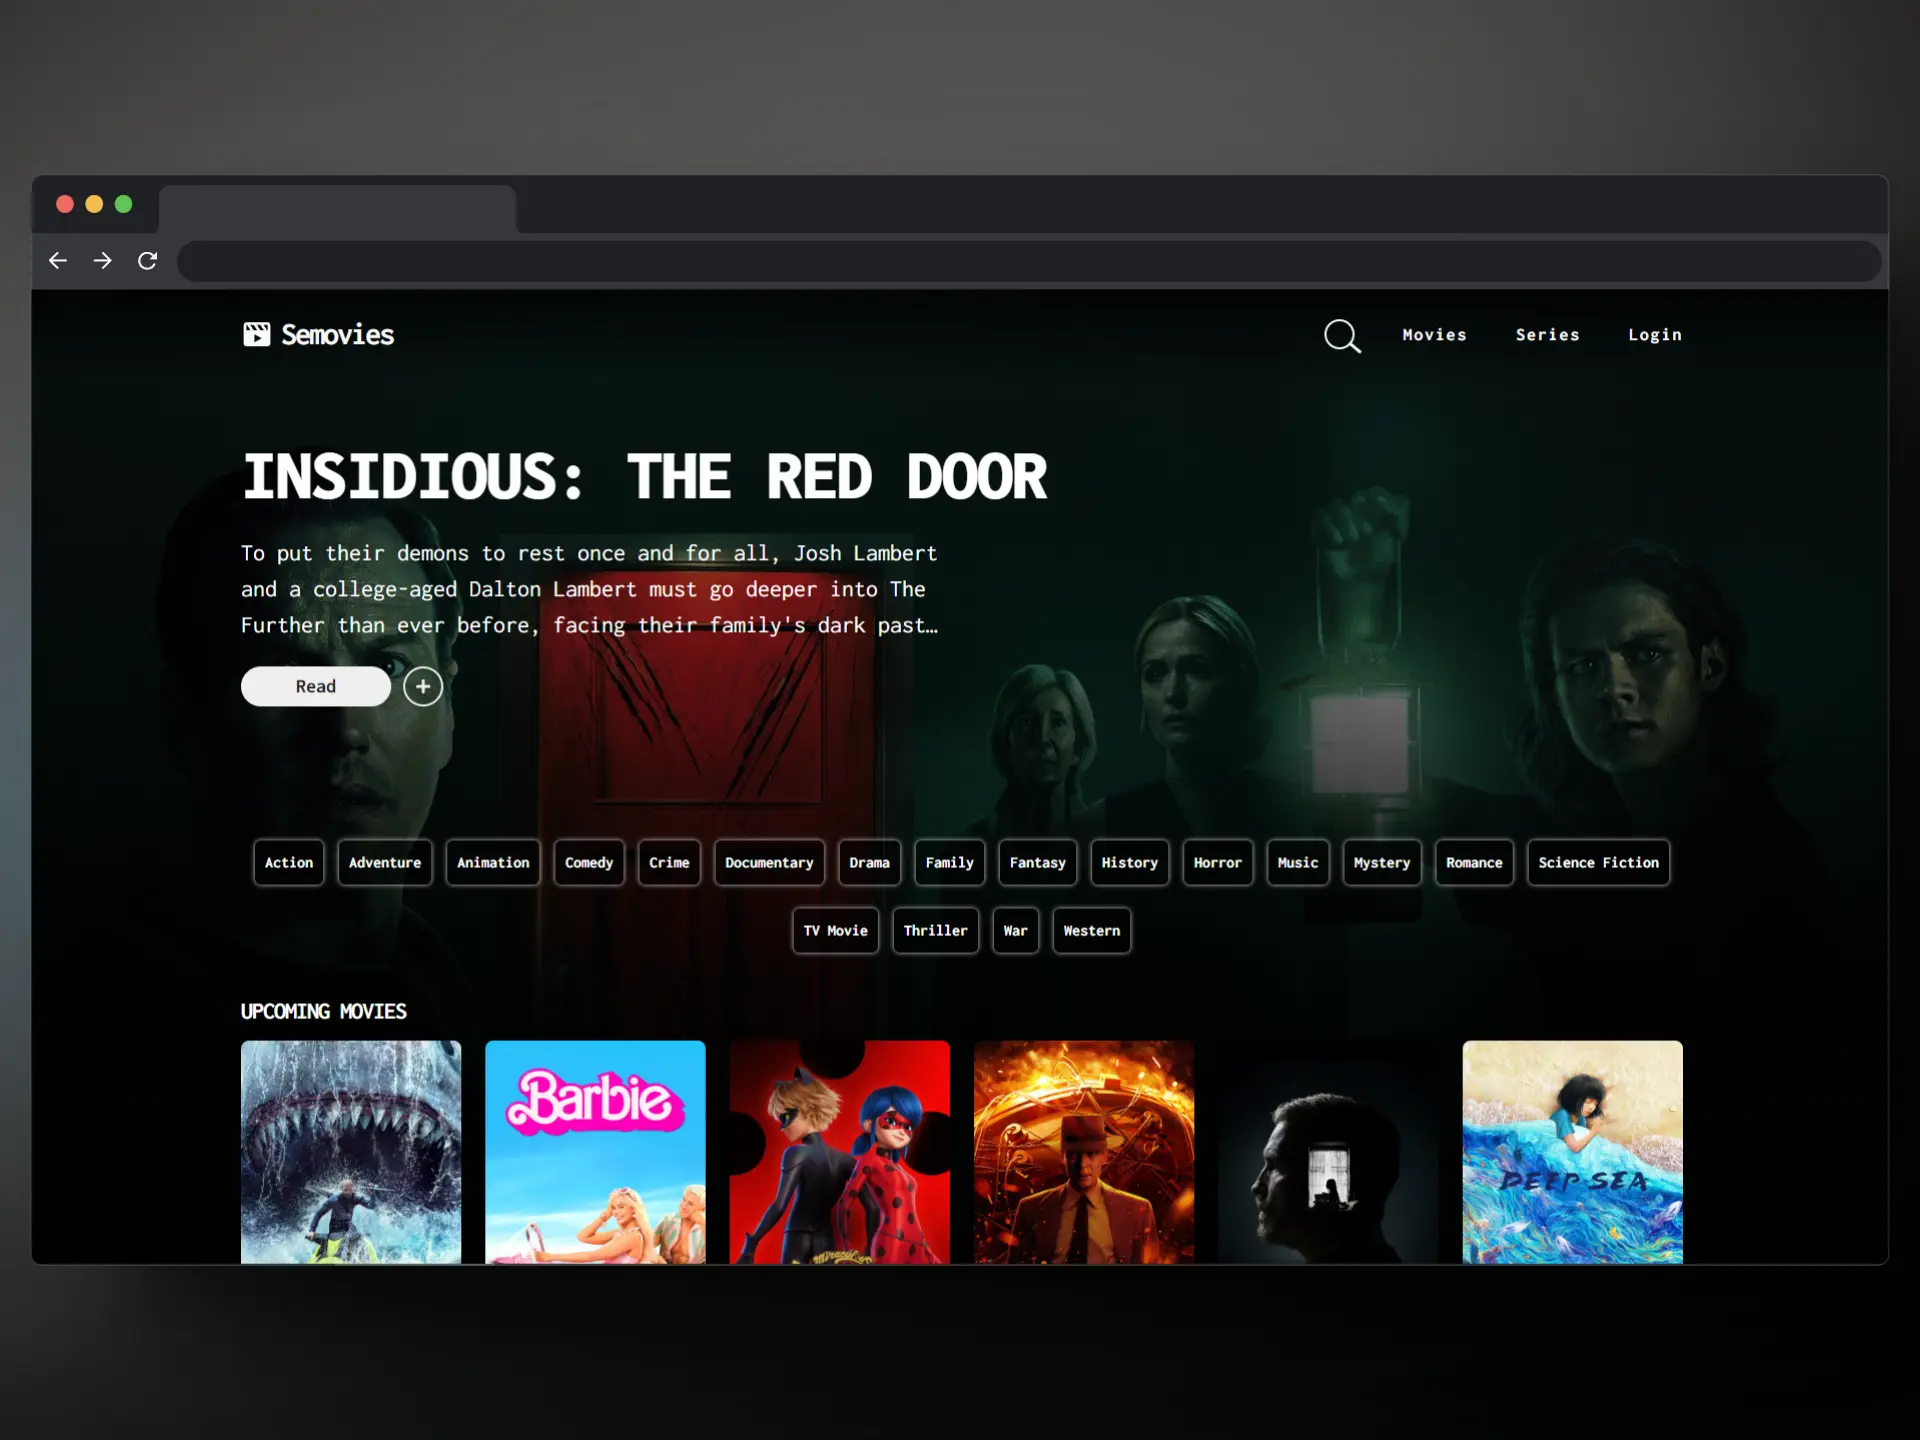 Semovies
Movies Series Login
INSIDIOUS: THE RED DOOR
To put their demons to rest once and for all, Josh Lambert
and a college-aged Dalton Lambert must go deeper into The
Further than ever before, facing their family's dark past…
Read
Action Adventure Animation Comedy Crime Documentary Drama Family Fantasy History Horror Music Mystery Romance Science Fiction
TV Movie Thriller War Western
UPCOMING MOVIES
Barbie
DEEP SEA